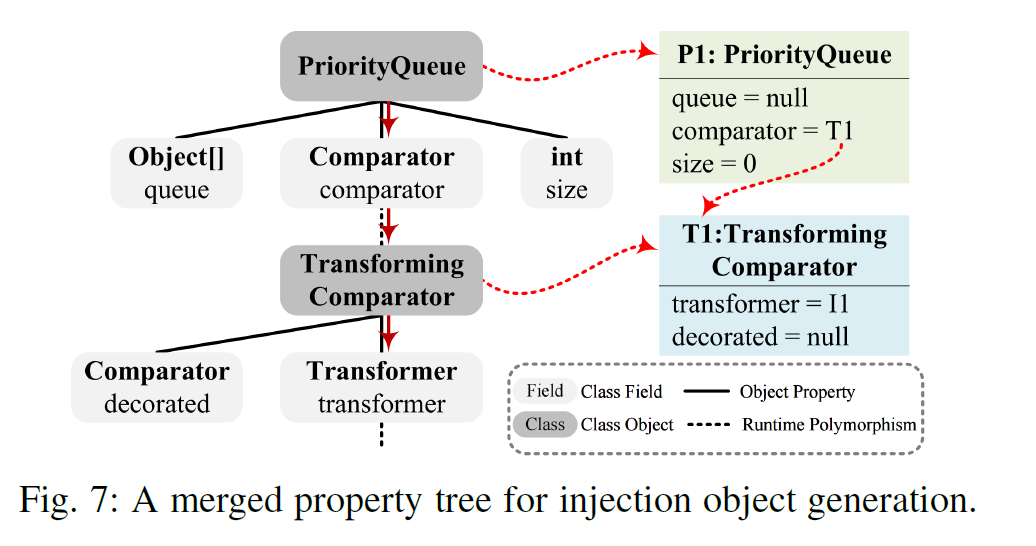 PriorityQueue
Object[]
queue
Comparator
comparator
int
size
Transforming
Comparator
Comparator
decorated
Transformer
transformer
P1: PriorityQueue
queue = null
comparator = T1
size = 0
T1:Transforming
Comparator
transformer = I1
decorated = null
Field Class Field Object Property
Class Class Object Runtime Polymorphism
Fig. 7: A merged property tree for injection object generation.